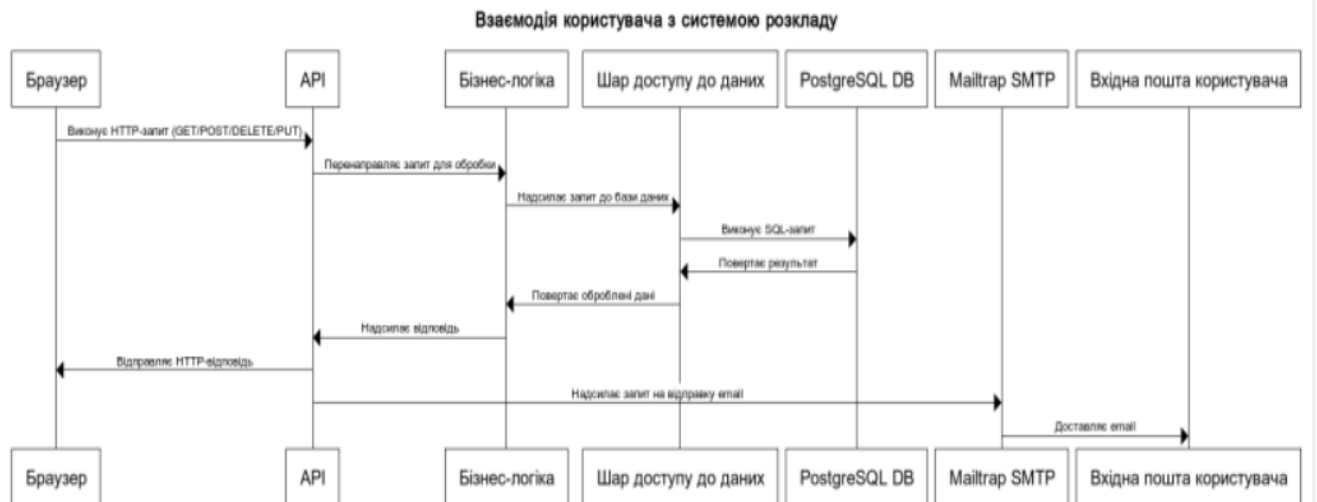 Взаємодія користувача з системою розкладу
Браузер
API
Бізнес-логіка
Шар доступу до даних
PostgreSQL DB
Mailtrap SMTP
Вхідна пошта користувача
Виконує HTTP-запит (GET/POST/DELETE/PUT)
Перенаправляє запит для обробки
Надсилає запит до бази даних
Виконує SQL-запит
Повертає результат
Повертає оброблені дані
Надсилає відповідь
Відправляє HTTP-відповідь
Надсилає запит на відправку email
Доставляє email
Браузер
API
Бізнес-логіка
Шар доступу до даних
PostgreSQL DB
Mailtrap SMTP
Вхідна пошта користувача